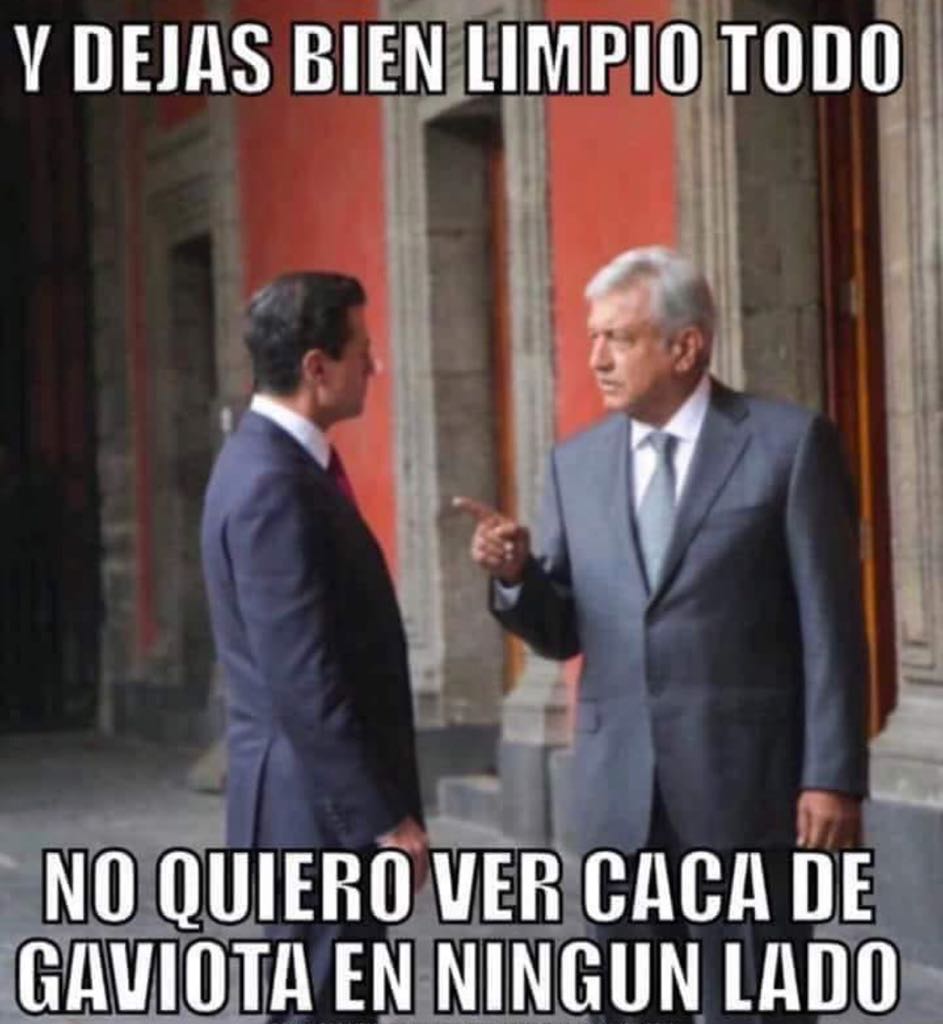 Y DEJAS BIEN LIMPIO TODO
NO QUIERO VER CACA DE
GAVIOTA EN NINGUN LADO